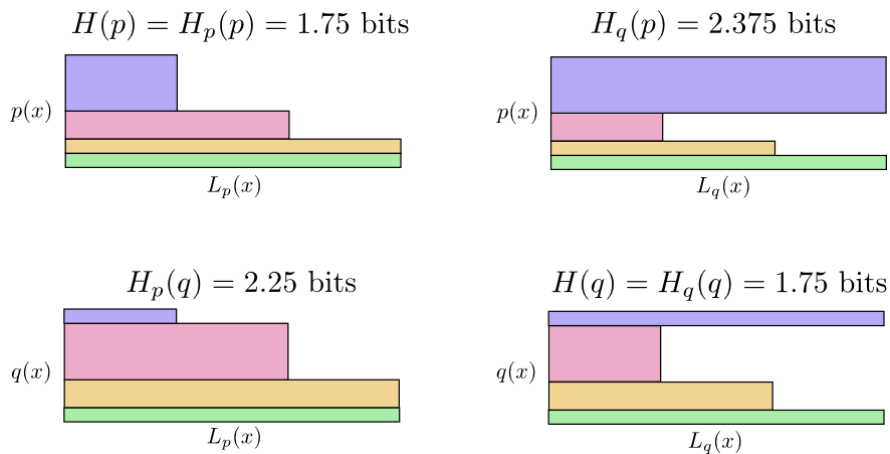 H(p) = H_p(p) = 1.75 bits
p(x)
L_p(x)
H_q(p) = 2.375 bits
p(x)
L_q(x)
H_p(q) = 2.25 bits
q(x)
L_p(x)
H(q) = H_q(q) = 1.75 bits
q(x)
L_q(x)